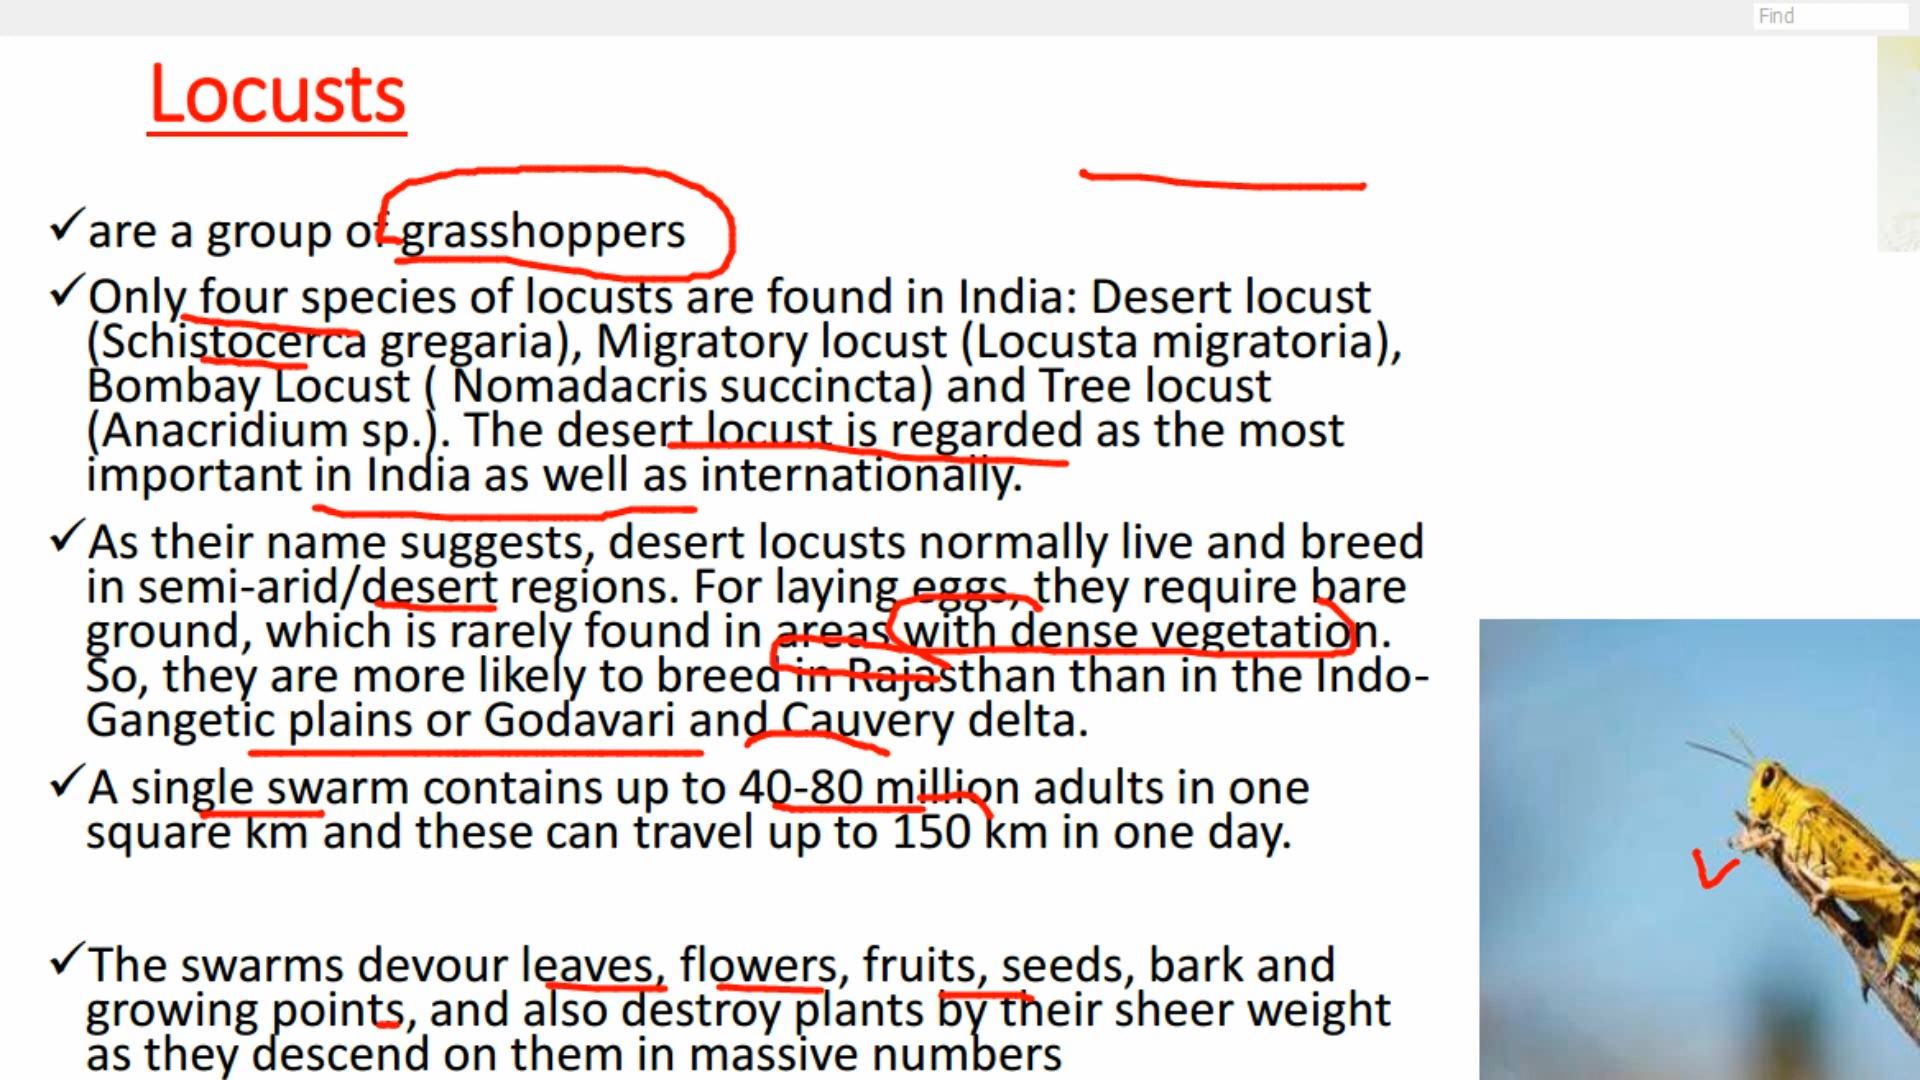 Find
Locusts
✓are a group of grasshoppers
✓Only four species of locusts are found in India: Desert locust
(Schistocerca gregaria), Migratory locust (Locusta migratoria),
Bombay Locust ( Nomadacris succincta) and Tree locust
(Anacridium sp.). The desert locust is regarded as the most
important in India as well as internationally.
✓As their name suggests, desert locusts normally live and breed
in semi-arid/desert regions. For laying eggs, they require bare
ground, which is rarely found in areas with dense vegetation.
So, they are more likely to breed in Rajasthan than in the Indo-
Gangetic plains or Godavari and Cauvery delta.
✓A single swarm contains up to 40-80 million adults in one
square km and these can travel up to 150 km in one day.
✓The swarms devour leaves, flowers, fruits, seeds, bark and
growing points, and also destroy plants by their sheer weight
as they descend on them in massive numbers